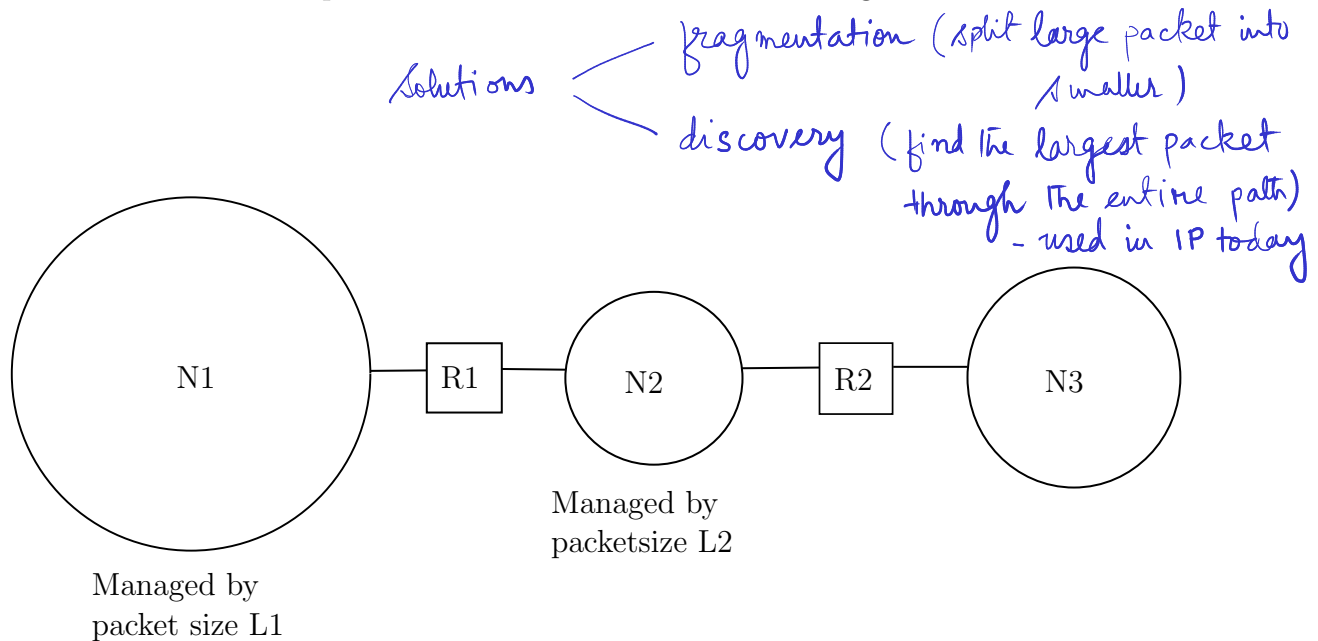 solutions
fragmentation (split large packet into
smaller)
discovery (find the largest packet
through the entire path)
- used in IP today
N1
R1
N2
R2
N3
Managed by
packetsize L2
Managed by
packet size L1